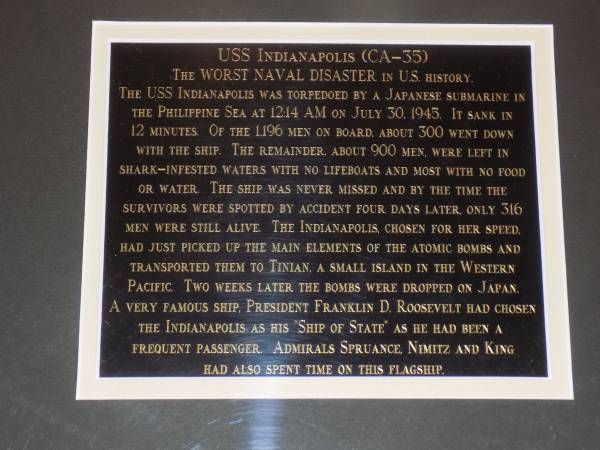 USS Indianapolis (CA-35)
The WORST NAVAL DISASTER in U.S. history.
The USS Indianapolis was torpedoed by a Japanese submarine in
the Philippine Sea at 12:14 AM on July 30, 1945. It sank in
12 minutes. Of the 1,196 men on board, about 300 went down
with the ship. The remainder, about 900 men, were left in
shark-infested waters with no lifeboats and most with no food
or water. The ship was never missed and by the time the
survivors were spotted by accident four days later, only 316
men were still alive. The Indianapolis, chosen for her speed,
had just picked up the main elements of the atomic bombs and
transported them to Tinian, a small island in the Western
Pacific. Two weeks later the bombs were dropped on Japan.
A very famous ship, President Franklin D. Roosevelt had chosen
the Indianapolis as his "Ship of State" as he had been a
frequent passenger. Admirals Spruance, Nimitz and King
had also spent time on this flagship.